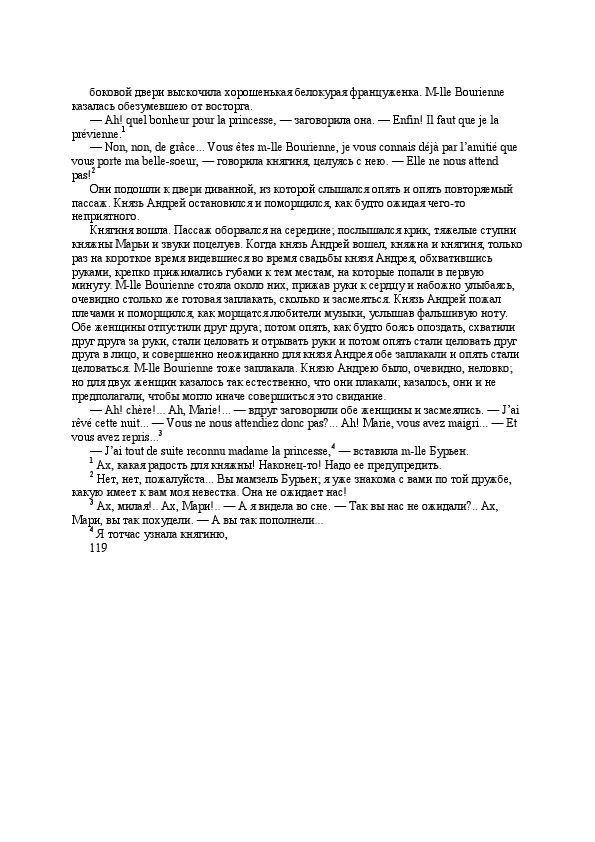 боковой двери выскочила хорошенькая белокурая француженка. M-lle Bourienne
казалась обезумевшею от восторга.
— Ah! quel bonheur pour la princesse, — заговорила она. — Enfin! Il faut que je la
prévienne.1
— Non, non, de grâce... Vous êtes m-lle Bourienne, je vous connais déjà par l’amitié que
vous porte ma belle-soeur, — говорила княгиня, целуясь с нею. — Elle ne nous attend
pas!2
Они подошли к двери диванной, из которой слышался опять и опять повторяемый
пассаж. Князь Андрей остановился и поморщился, как будто ожидая чего-то
неприятного.
Княгиня вошла. Пассаж оборвался на середине; послышался крик, тяжелые ступни
княжны Марьи и звуки поцелуев. Когда князь Андрей вошел, княжна и княгиня, только
раз на короткое время видевшиеся во время свадьбы князя Андрея, обхватившись
руками, крепко прижимались губами к тем местам, на которые попали в первую
минуту. M-lle Bourienne стояла около них, прижав руки к сердцу и набожно улыбаясь,
очевидно столько же готовая заплакать, сколько и засмеяться. Князь Андрей пожал
плечами и поморщился, как морщатся любители музыки, услышав фальшивую ноту.
Обе женщины отпустили друг друга; потом опять, как будто боясь опоздать, схватили
друг друга за руки, стали целовать и отрывать руки и потом опять стали целовать друг
друга в лицо, и совершенно неожиданно для князя Андрея обе заплакали и опять стали
целоваться. M-lle Bourienne тоже заплакала. Князю Андрею было, очевидно, неловко;
но для двух женщин казалось так естественно, что они плакали; казалось, они и не
предполагали, чтобы могло иначе совершиться это свидание.
— Ah! chère!... Ah, Marie!... — вдруг заговорили обе женщины и засмеялись. — J’ai
rêvé cette nuit... — Vous ne nous attendiez donc pas?... Ah! Marie, vous avez maigri... — Et
vous avez repris...3
— J’ai tout de suite reconnu madame la princesse,4 — вставила m-lle Бурьен.
1 Ах, какая радость для княжны! Наконец-то! Надо ее предупредить.
2 Нет, нет, пожалуйста... Вы мамзель Бурьен; я уже знакома с вами по той дружбе,
какую имеет к вам моя невестка. Она не ожидает нас!
3 Ах, милая!.. Ах, Мари!.. — А я видела во сне. — Так вы нас не ожидали?.. Ах,
Мари, вы так похудели. — А вы так пополнели...
4 Я тотчас узнала княгиню,
119